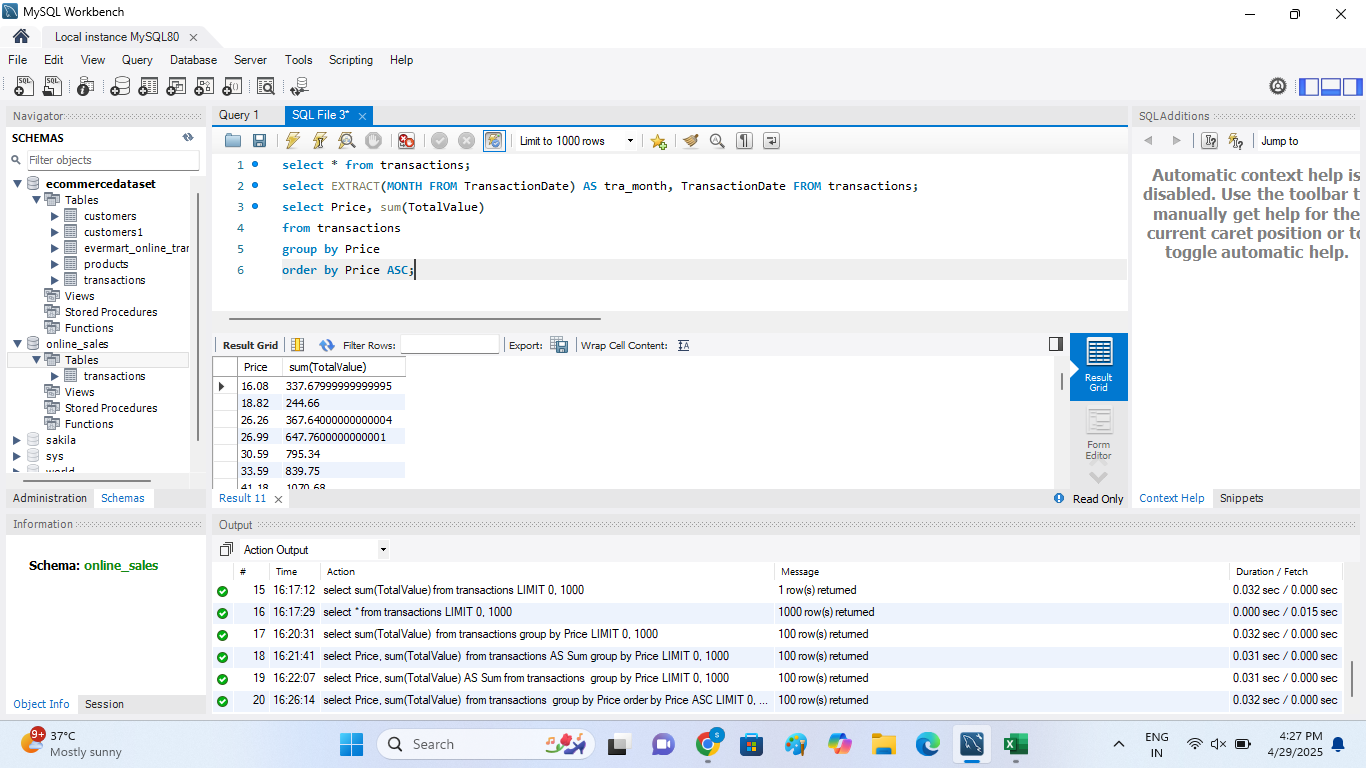 MySQL Workbench
Local instance MySQL80
File Edit View Query Database Server Tools Scripting Help
Navigator
SCHEMAS
Filter objects
ecommercedataset
Tables
customers
customers1
evermart_online_tran
products
transactions
Views
Stored Procedures
Functions
online_sales
Tables
transactions
Views
Stored Procedures
Functions
sakila
sys
world
Administration Schemas
Information
Schema: online_sales
Object Info Session
Query 1 SQL File 3*
Limit to 1000 rows
1 select * from transactions;
2 select EXTRACT(MONTH FROM TransactionDate) AS tra_month, TransactionDate FROM transactions;
3 select Price, sum(TotalValue)
4 from transactions
5 group by Price
6 order by Price ASC;
Result Grid Filter Rows: Export: Wrap Cell Content:
Price sum(TotalValue)
16.08 337.67999999999995
18.82 244.66
26.26 367.64000000000004
26.99 647.7600000000001
30.59 795.34
33.59 839.75
41.18 1070.68
Result Grid
Form Editor
Result 11 Read Only
SQLAdditions
Jump to
Automatic context help is
disabled. Use the toolbar t
manually get help for the
current caret position or to
toggle automatic help.
Context Help Snippets
Output
Action Output
# Time Action Message Duration / Fetch
15 16:17:12 select sum(TotalValue) from transactions LIMIT 0, 1000 1 row(s) returned 0.032 sec / 0.000 sec
16 16:17:29 select * from transactions LIMIT 0, 1000 1000 row(s) returned 0.000 sec / 0.015 sec
17 16:20:31 select sum(TotalValue) from transactions group by Price LIMIT 0, 1000 100 row(s) returned 0.032 sec / 0.000 sec
18 16:21:41 select Price, sum(TotalValue) from transactions AS Sum group by Price LIMIT 0, 1000 100 row(s) returned 0.031 sec / 0.000 sec
19 16:22:07 select Price, sum(TotalValue) AS Sum from transactions group by Price LIMIT 0, 1000 100 row(s) returned 0.031 sec / 0.000 sec
20 16:26:14 select Price, sum(TotalValue) from transactions group by Price order by Price ASC LIMIT 0, ... 100 row(s) returned 0.032 sec / 0.000 sec
9+
37°C
Mostly sunny
Search
S
ENG
IN
4:27 PM
4/29/2025